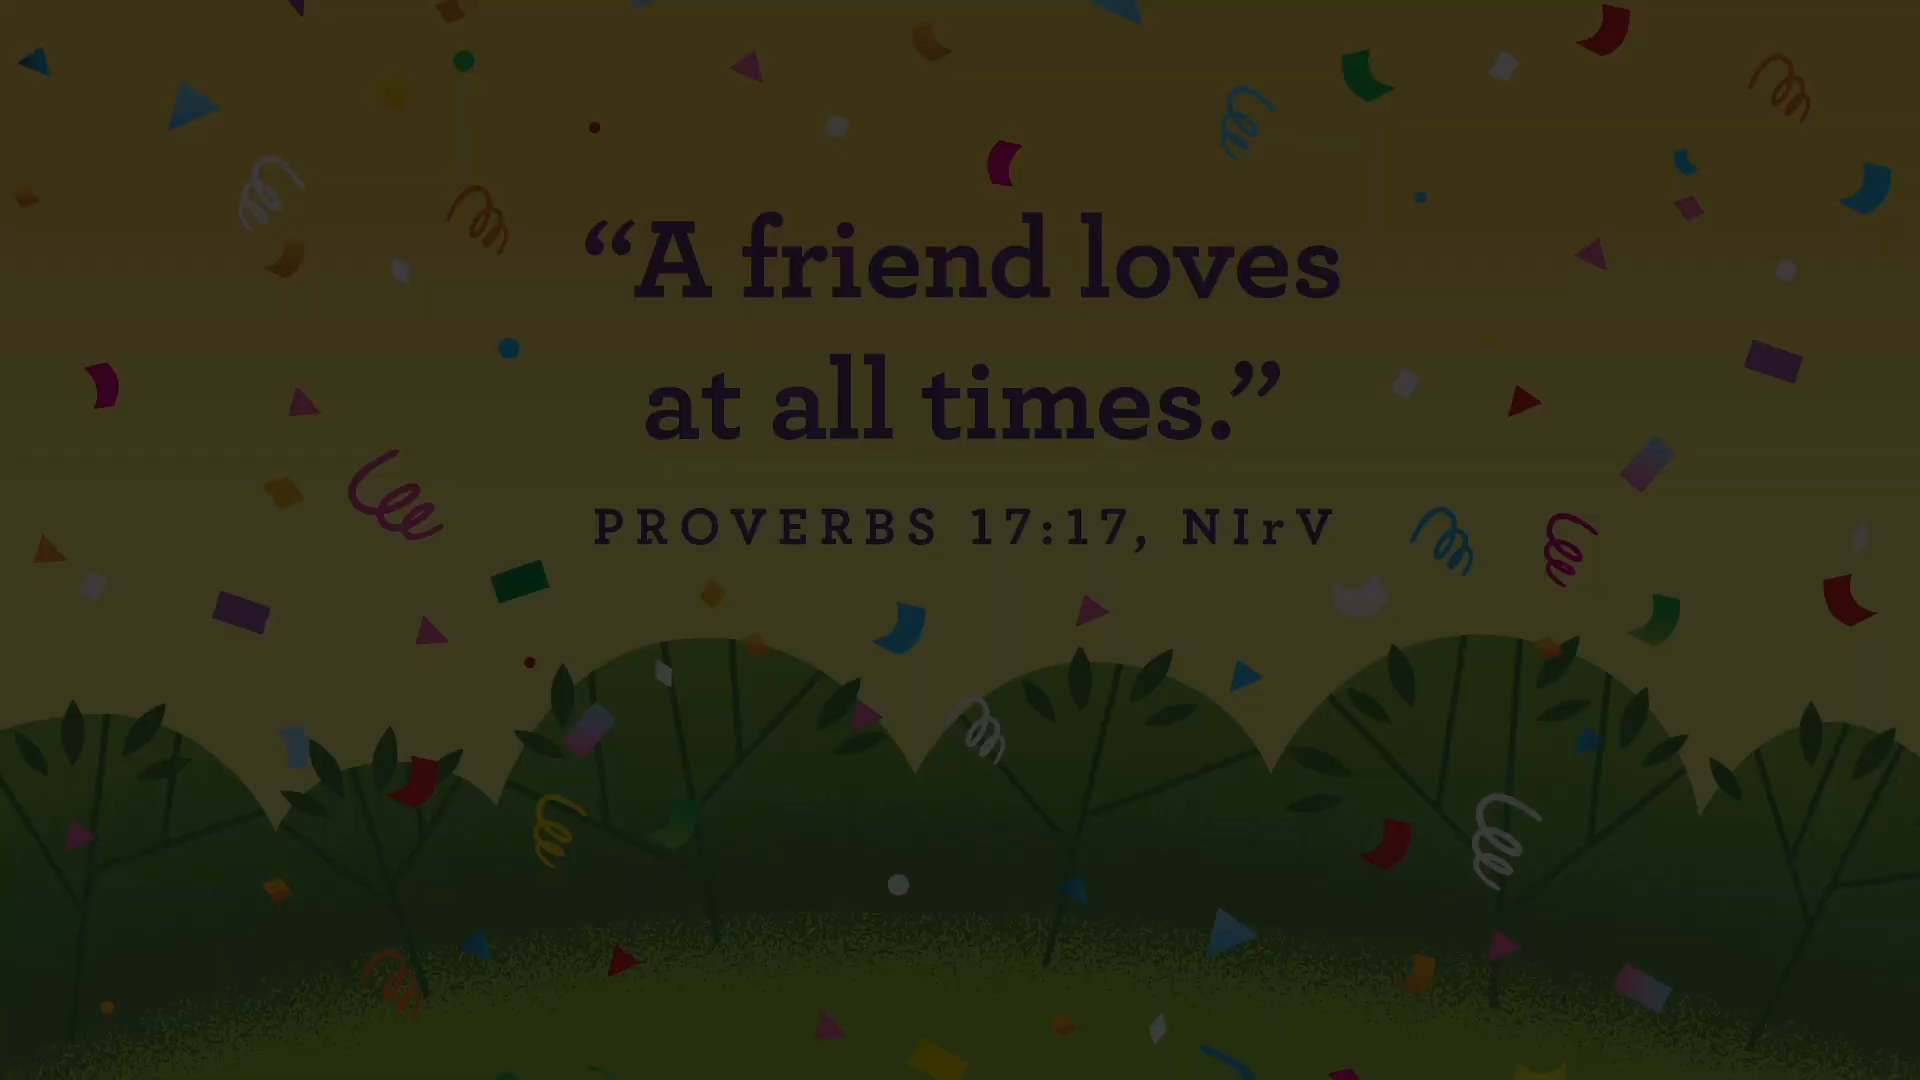 “A friend loves
at all times.”
PROVERBS 17:17, NIrV